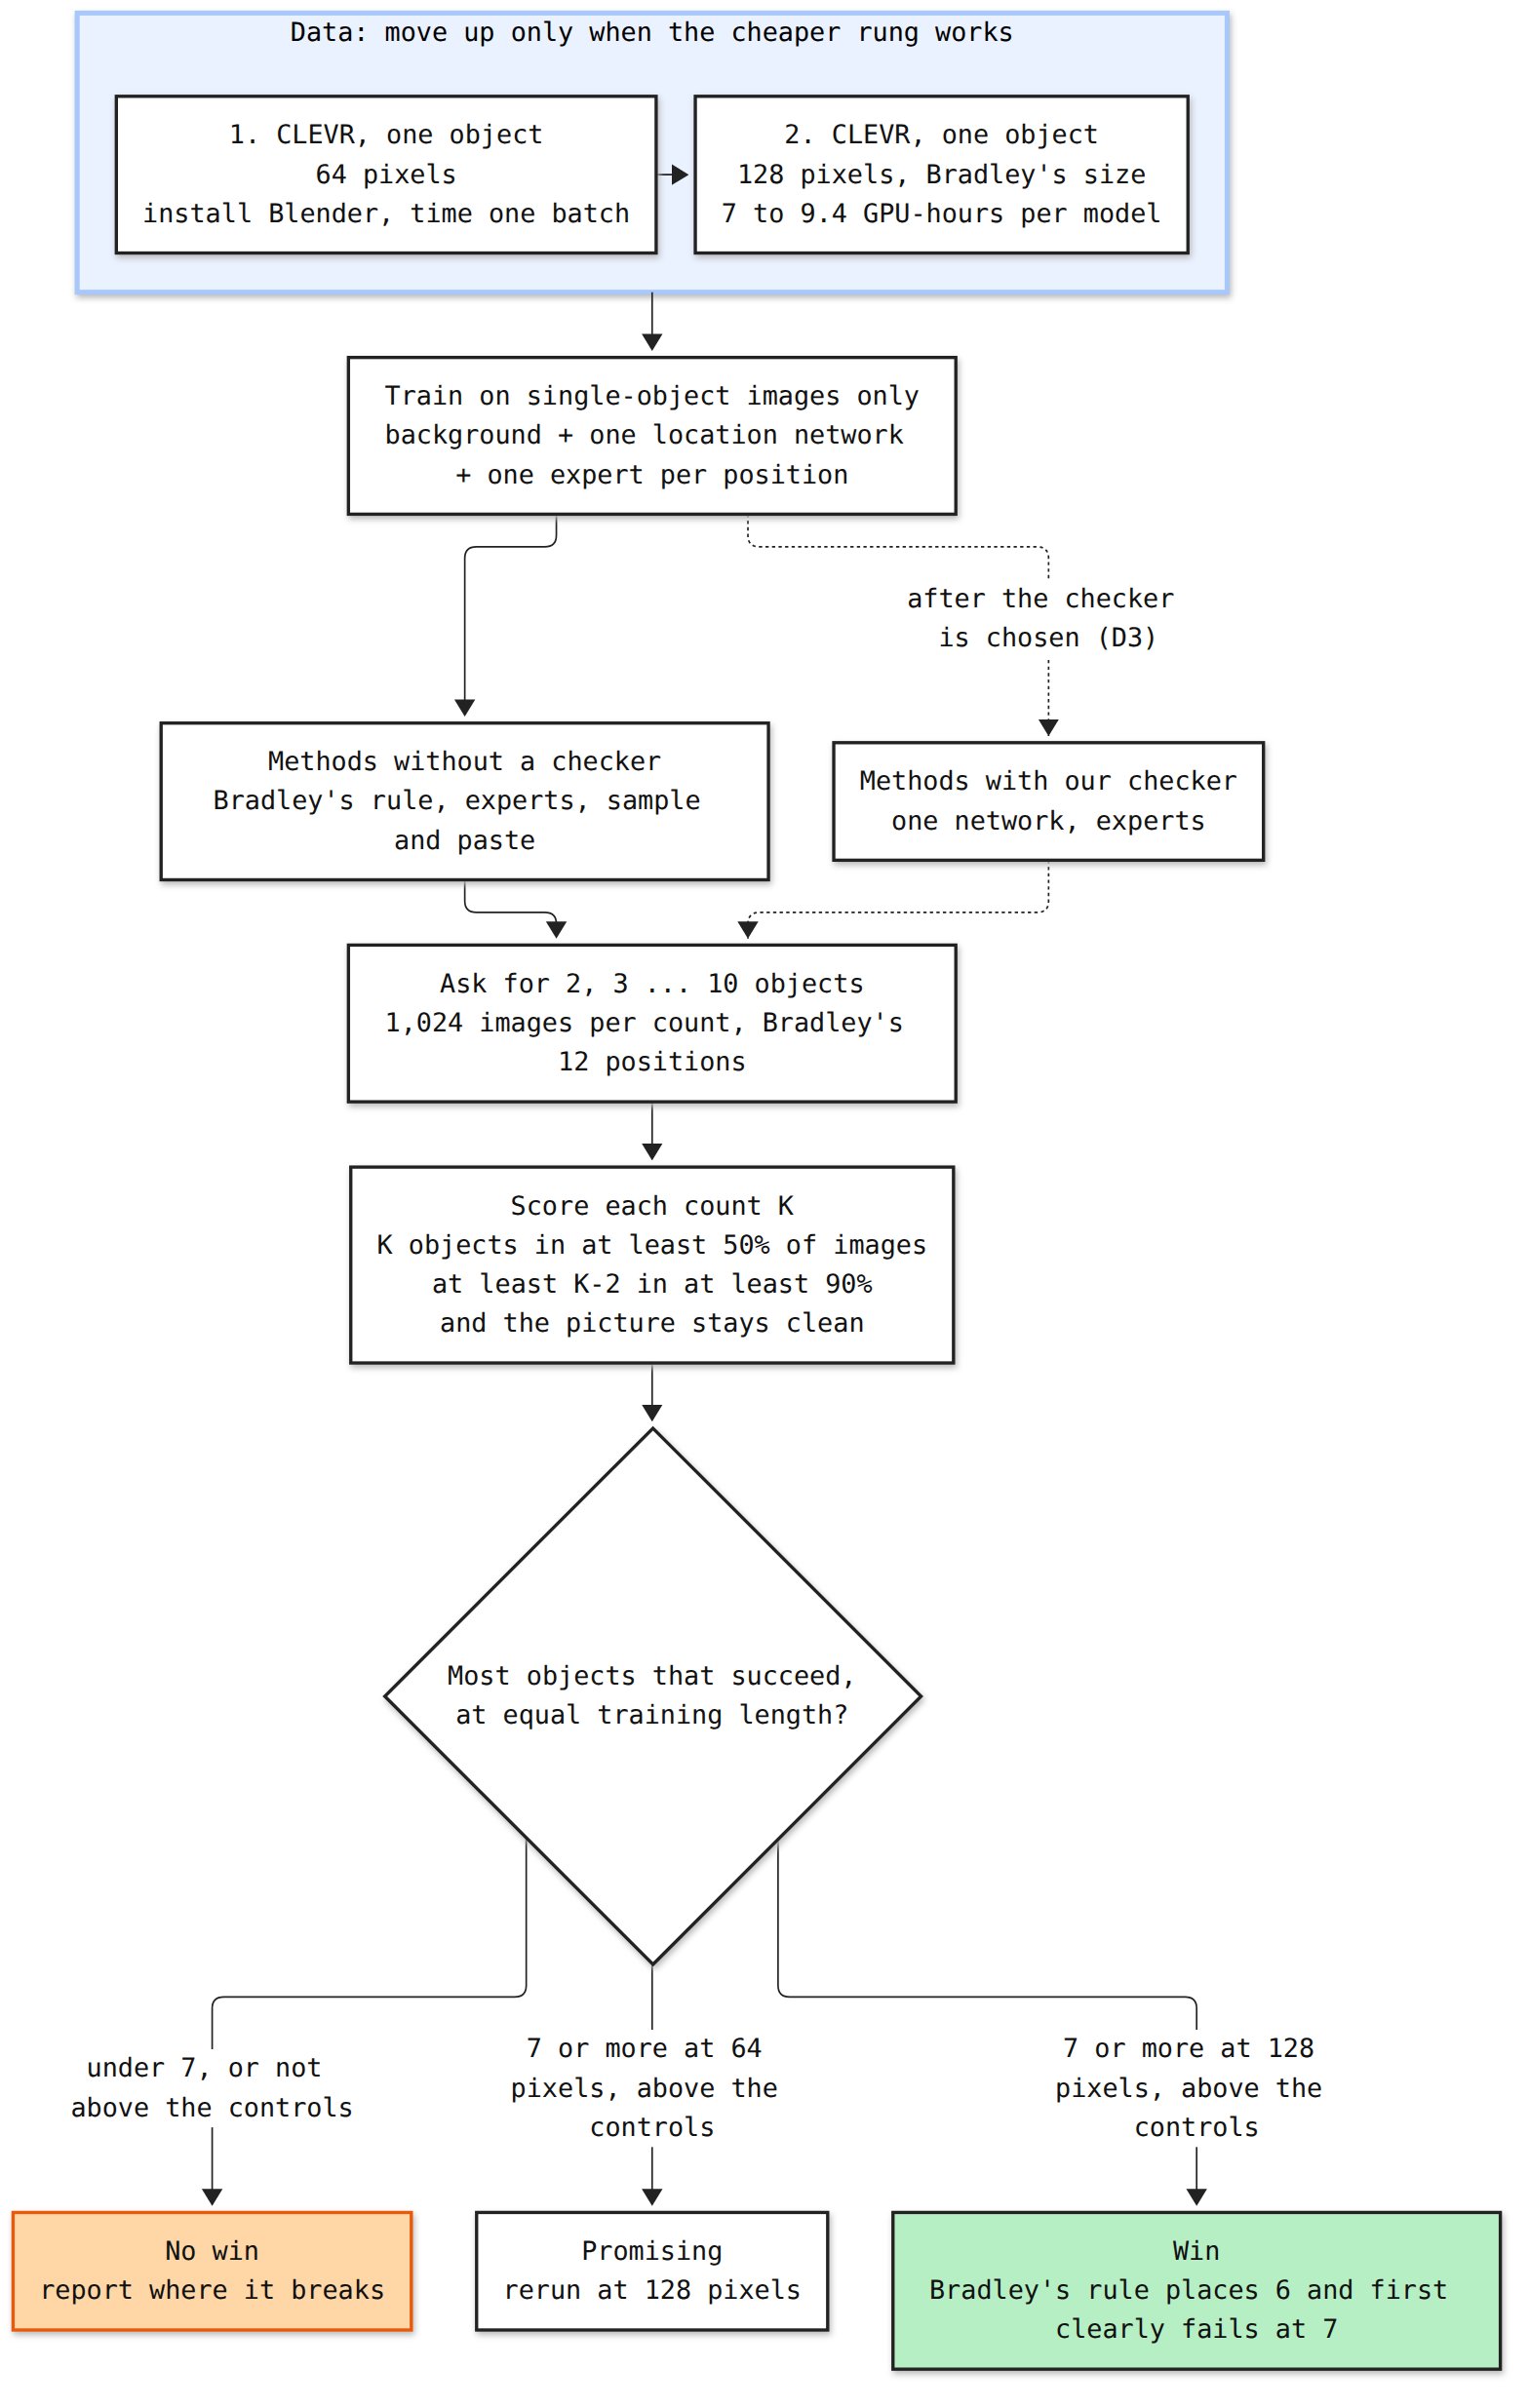 Data: move up only when the cheaper rung works
1. CLEVR, one object
64 pixels
install Blender, time one batch
2. CLEVR, one object
128 pixels, Bradley's size
7 to 9.4 GPU-hours per model
Train on single-object images only
background + one location network
+ one expert per position
after the checker
is chosen (D3)
Methods without a checker
Bradley's rule, experts, sample
and paste
Methods with our checker
one network, experts
Ask for 2, 3 ... 10 objects
1,024 images per count, Bradley's
12 positions
Score each count K
K objects in at least 50% of images
at least K-2 in at least 90%
and the picture stays clean
Most objects that succeed,
at equal training length?
under 7, or not
above the controls
7 or more at 64
pixels, above the
controls
7 or more at 128
pixels, above the
controls
No win
report where it breaks
Promising
rerun at 128 pixels
Win
Bradley's rule places 6 and first
clearly fails at 7